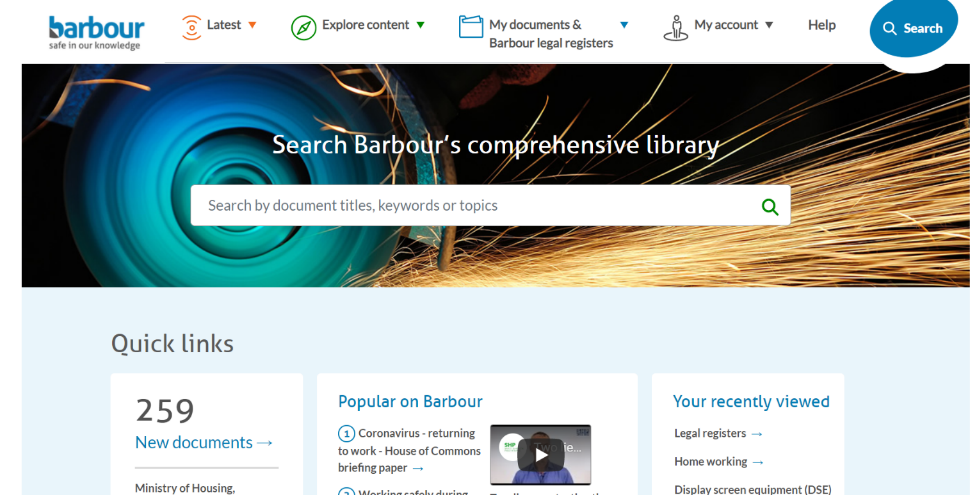 barbour
safe in our knowledge
Latest
Explore content
My documents &
Barbour legal registers
My account
Help
Search
Search Barbour's comprehensive library
Search by document titles, keywords or topics
Quick links
259
New documents →
Ministry of Housing,
Popular on Barbour
1 Coronavirus - returning
to work - House of Commons
briefing paper →
2 Working safely during
SHP
Your recently viewed
Legal registers →
Home working →
Display screen equipment (DSE)